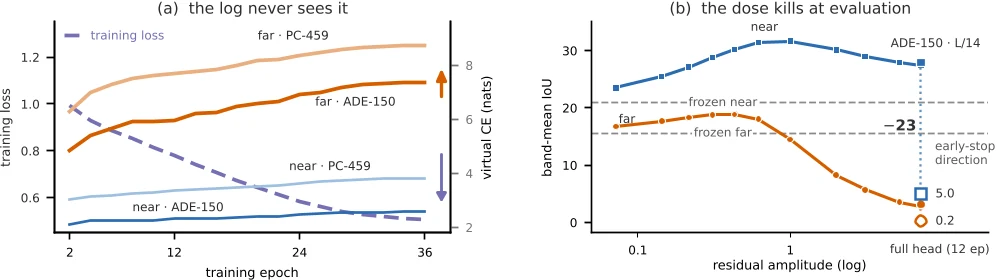 (a) the log never sees it
training loss
far · PC-459
far · ADE-150
near · PC-459
near · ADE-150
training loss
1.2
1.0
0.8
0.6
8
6
4
2
virtual CE (nats)
2
12
24
36
training epoch
(b) the dose kills at evaluation
near
ADE-150 · L/14
frozen near
far
frozen far
−23
early-stop
direction
5.0
0.2
band-mean IoU
30
20
10
0
0.1
1
full head (12 ep)
residual amplitude (log)